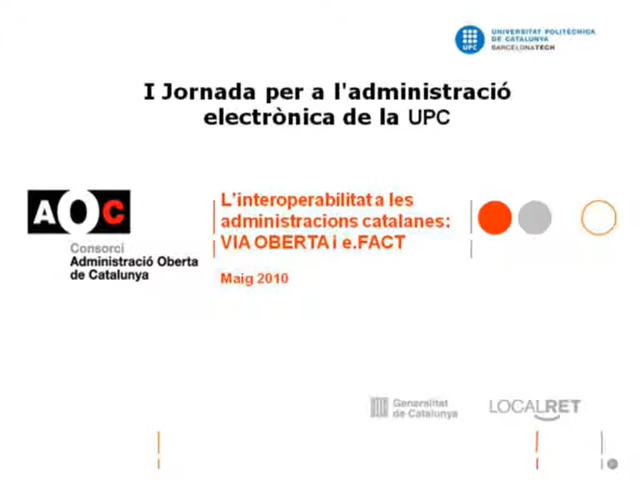 UNIVERSITAT POLITÈCNICA
DE CATALUNYA
BARCELONATECH
UPC
I Jornada per a l'administració
electrònica de la UPC
AOC
Consorci
Administració Oberta
de Catalunya
L'interoperabilitat a les
administracions catalanes:
VIA OBERTA i e.FACT
Maig 2010
Generalitat
de Catalunya
LOCALRET